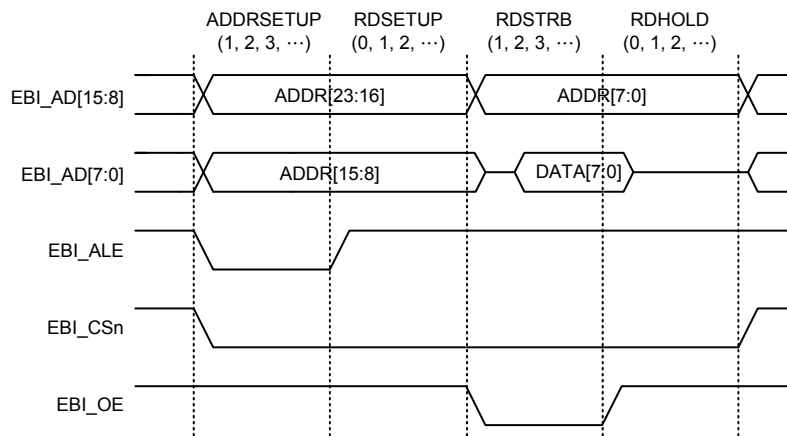 ADDRSETUP RDSETUP RDSTRB RDHOLD
(1, 2, 3, ⋯) (0, 1, 2, ⋯) (1, 2, 3, ⋯) (0, 1, 2, ⋯)
EBI_AD[15:8] ADDR[23:16] ADDR[7:0]
EBI_AD[7:0] ADDR[15:8] DATA[7:0]
EBI_ALE
EBI_CSn
EBI_OE